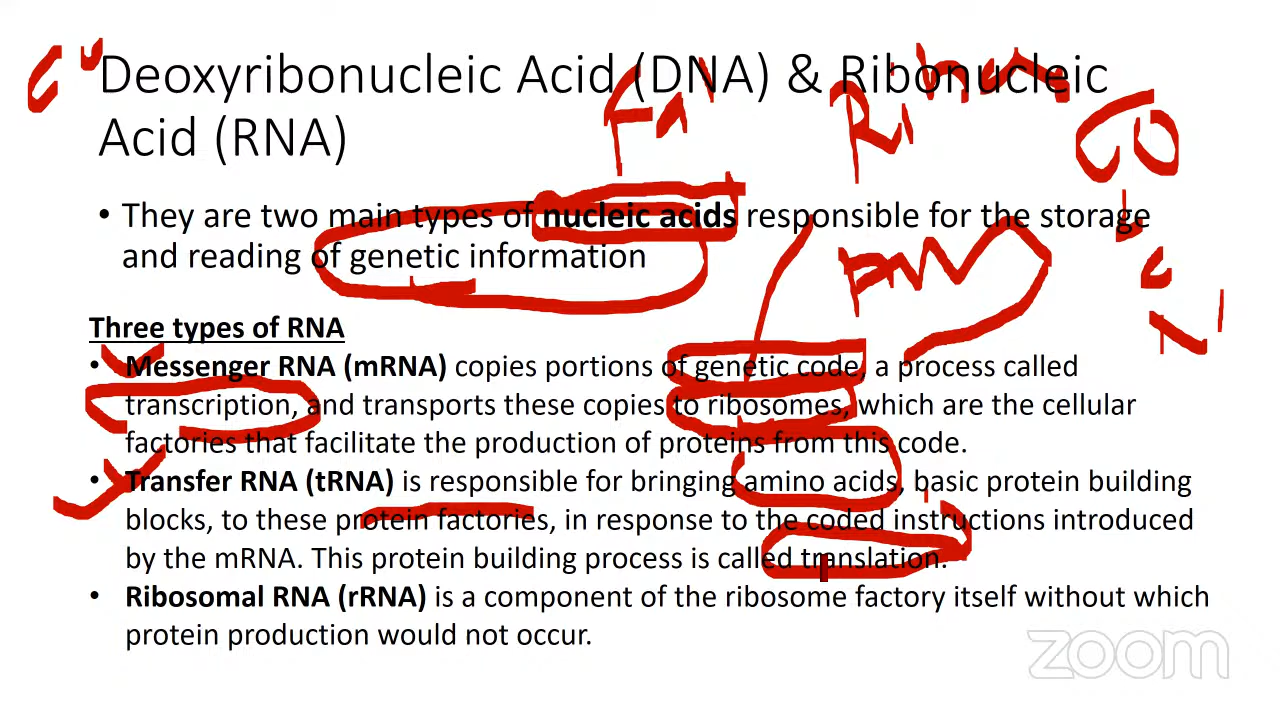 Deoxyribonucleic Acid (DNA) & Ribonucleic
Acid (RNA)
• They are two main types of nucleic acids responsible for the storage
and reading of genetic information
Three types of RNA
• Messenger RNA (mRNA) copies portions of genetic code, a process called
transcription, and transports these copies to ribosomes, which are the cellular
factories that facilitate the production of proteins from this code.
• Transfer RNA (tRNA) is responsible for bringing amino acids, basic protein building
blocks, to these protein factories, in response to the coded instructions introduced
by the mRNA. This protein building process is called translation.
• Ribosomal RNA (rRNA) is a component of the ribosome factory itself without which
protein production would not occur.
zoom